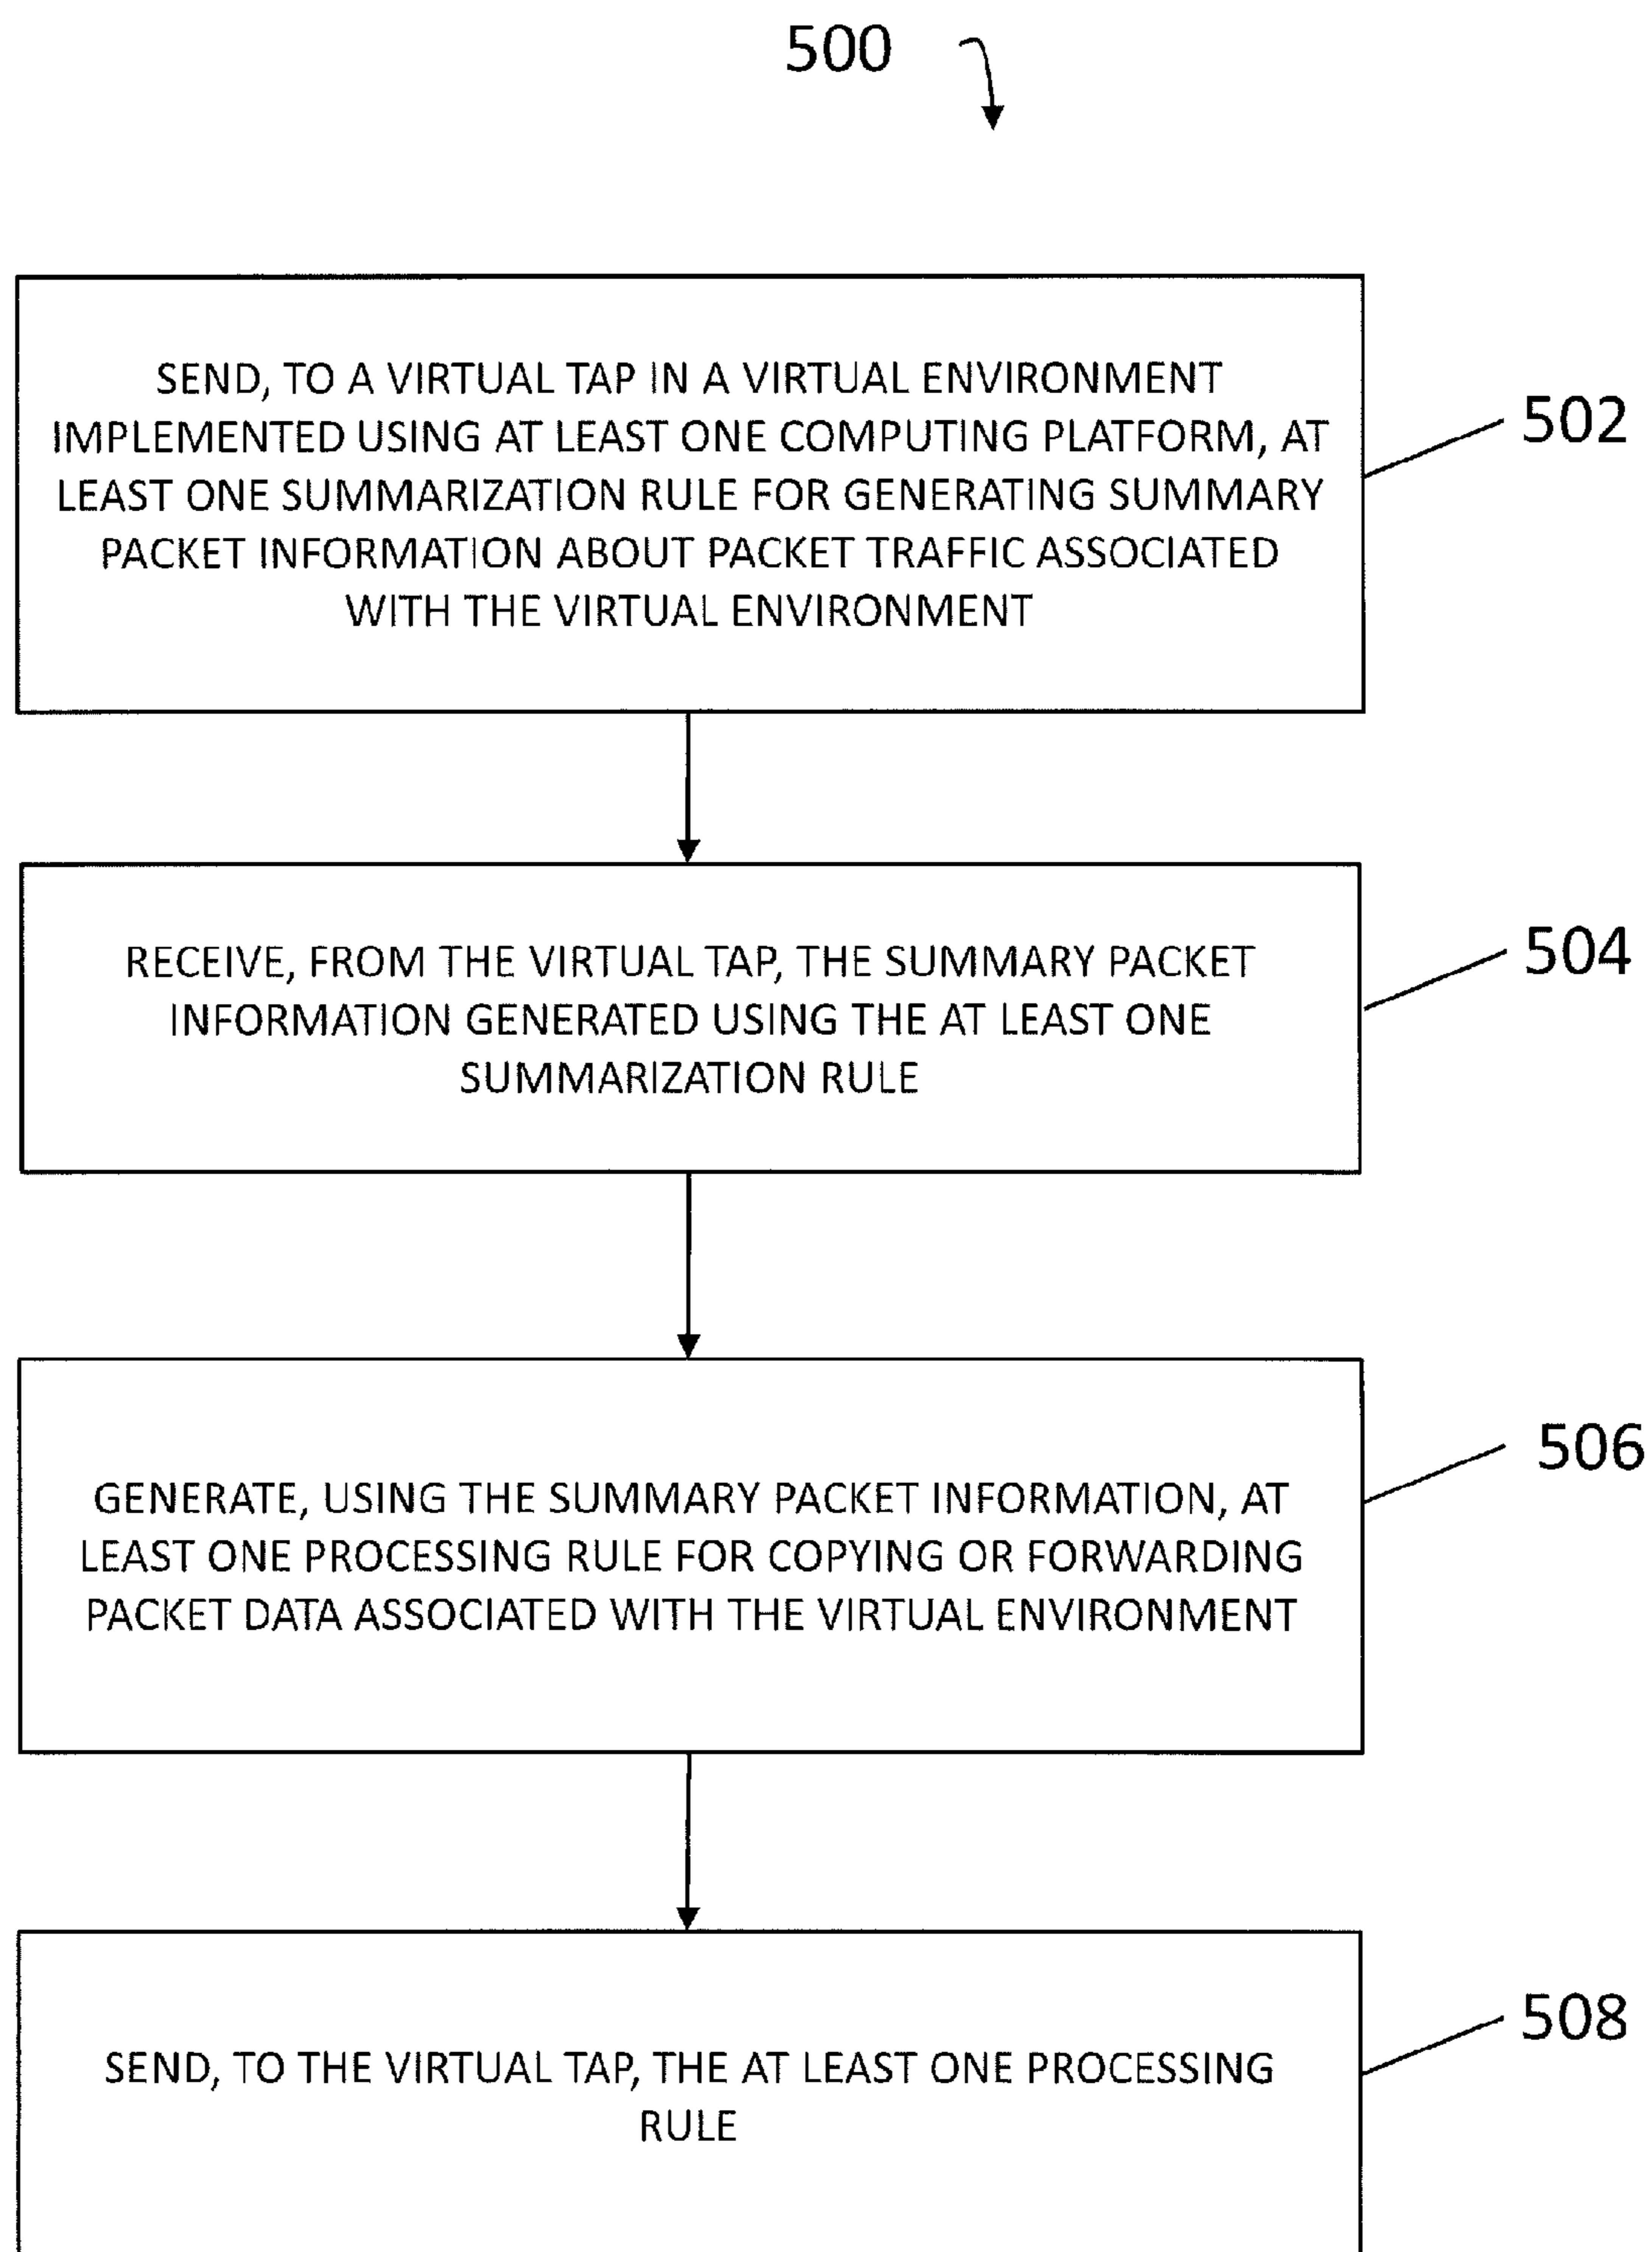 500
SEND, TO A VIRTUAL TAP IN A VIRTUAL ENVIRONMENT
IMPLEMENTED USING AT LEAST ONE COMPUTING PLATFORM, AT
LEAST ONE SUMMARIZATION RULE FOR GENERATING SUMMARY
PACKET INFORMATION ABOUT PACKET TRAFFIC ASSOCIATED
WITH THE VIRTUAL ENVIRONMENT
502
RECEIVE, FROM THE VIRTUAL TAP, THE SUMMARY PACKET
INFORMATION GENERATED USING THE AT LEAST ONE
SUMMARIZATION RULE
504
GENERATE, USING THE SUMMARY PACKET INFORMATION, AT
LEAST ONE PROCESSING RULE FOR COPYING OR FORWARDING
PACKET DATA ASSOCIATED WITH THE VIRTUAL ENVIRONMENT
506
SEND, TO THE VIRTUAL TAP, THE AT LEAST ONE PROCESSING
RULE
508